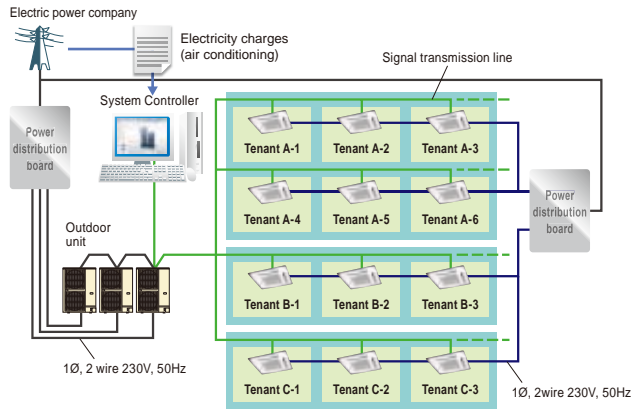 Electric power company
Electricity charges
(air conditioning)
Signal transmission line
System Controller
Power
distribution
board
Tenant A-1
Tenant A-2
Tenant A-3
Tenant A-4
Tenant A-5
Tenant A-6
Power
distribution
board
Outdoor
unit
Tenant B-1
Tenant B-2
Tenant B-3
1Ø, 2 wire 230V, 50Hz
Tenant C-1
Tenant C-2
Tenant C-3
1Ø, 2wire 230V, 50Hz